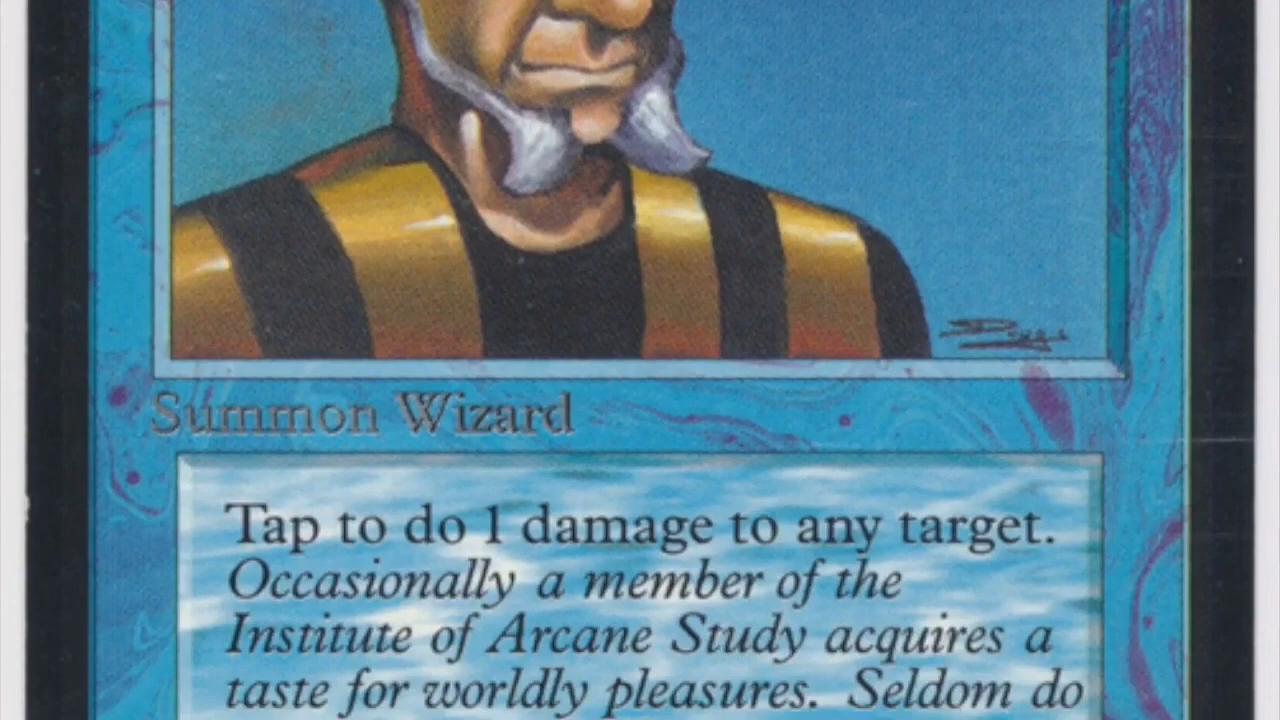 Summon Wizard
Tap to do 1 damage to any target.
Occasionally a member of the
Institute of Arcane Study acquires a
taste for worldly pleasures. Seldom do